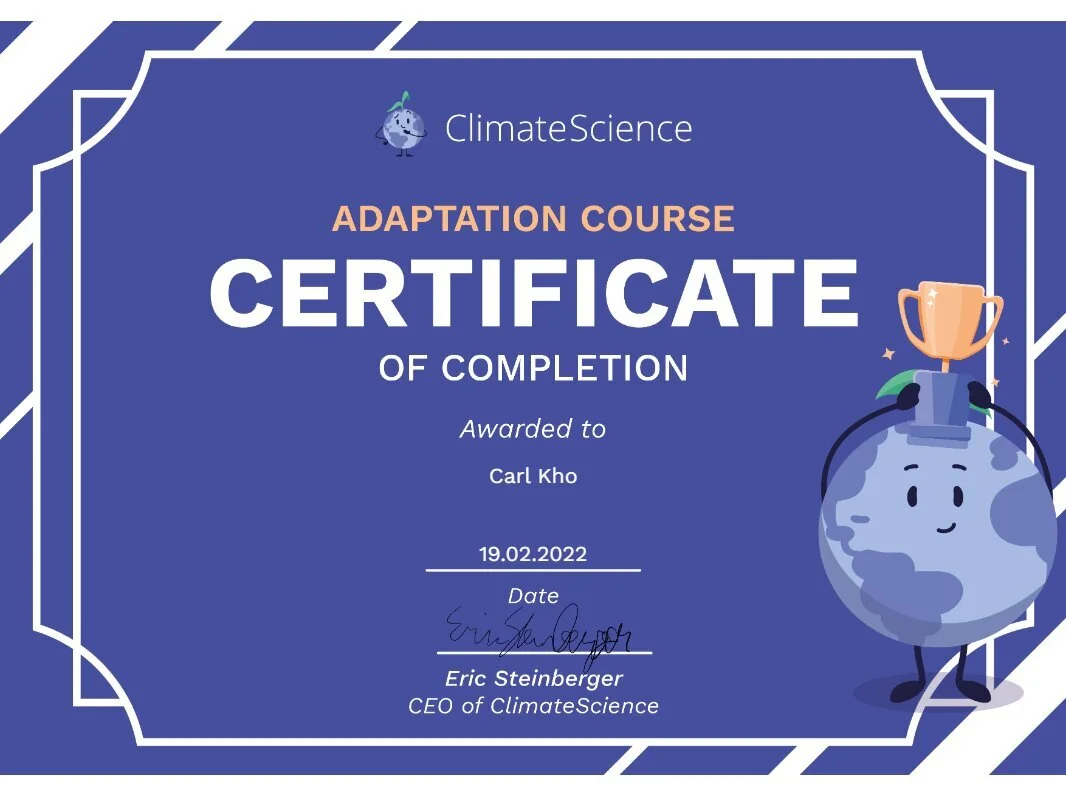 ClimateScience
ADAPTATION COURSE
CERTIFICATE
OF COMPLETION
Awarded to
Carl Kho
19.02.2022
Date
Eric Steinberger
Eric Steinberger
CEO of ClimateScience